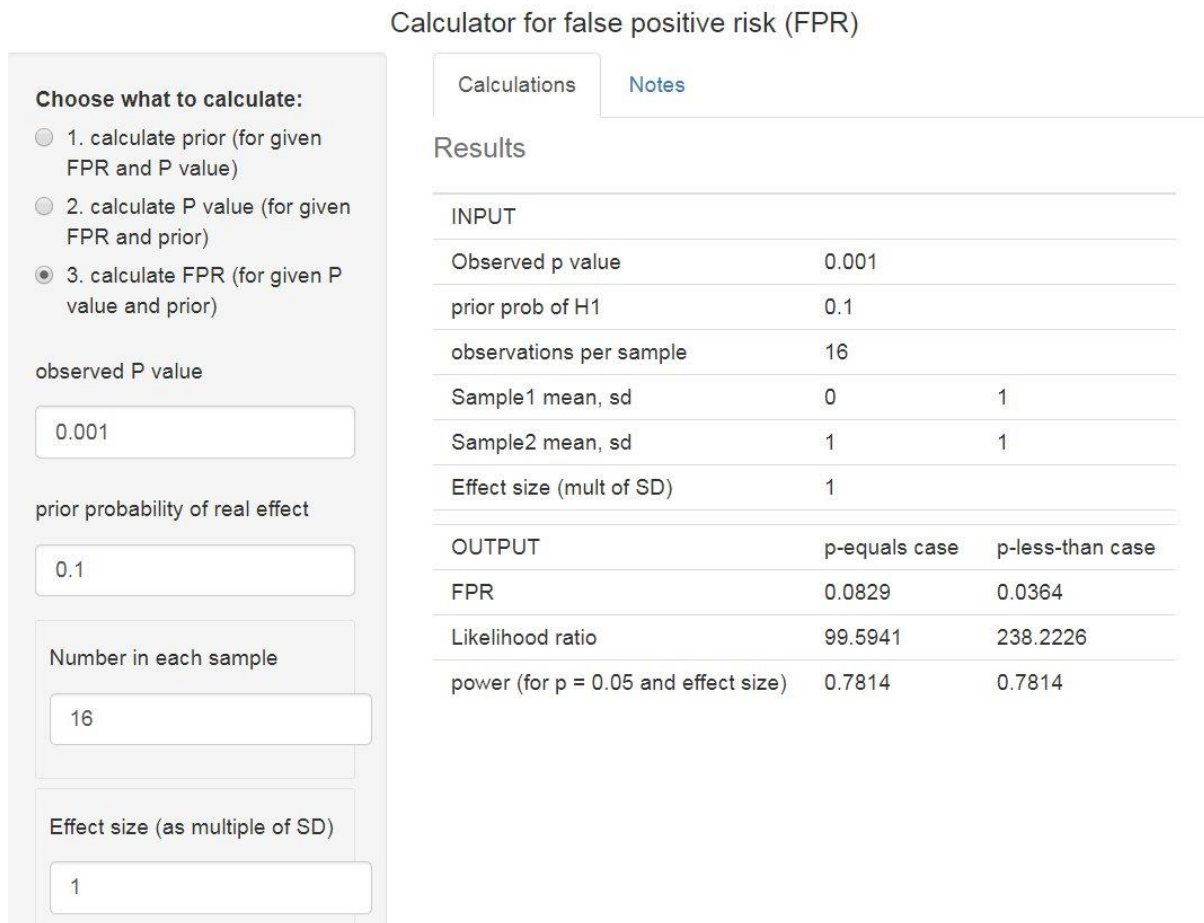 Calculator for false positive risk (FPR)
Choose what to calculate:
1. calculate prior (for given
FPR and P value)
2. calculate P value (for given
FPR and prior)
3. calculate FPR (for given P
value and prior)
observed P value
0.001
prior probability of real effect
0.1
Number in each sample
16
Effect size (as multiple of SD)
1
Calculations Notes
Results
INPUT
Observed p value 0.001
prior prob of H1 0.1
observations per sample 16
Sample1 mean, sd 0 1
Sample2 mean, sd 1 1
Effect size (mult of SD) 1
OUTPUT p-equals case p-less-than case
FPR 0.0829 0.0364
Likelihood ratio 99.5941 238.2226
power (for p = 0.05 and effect size) 0.7814 0.7814